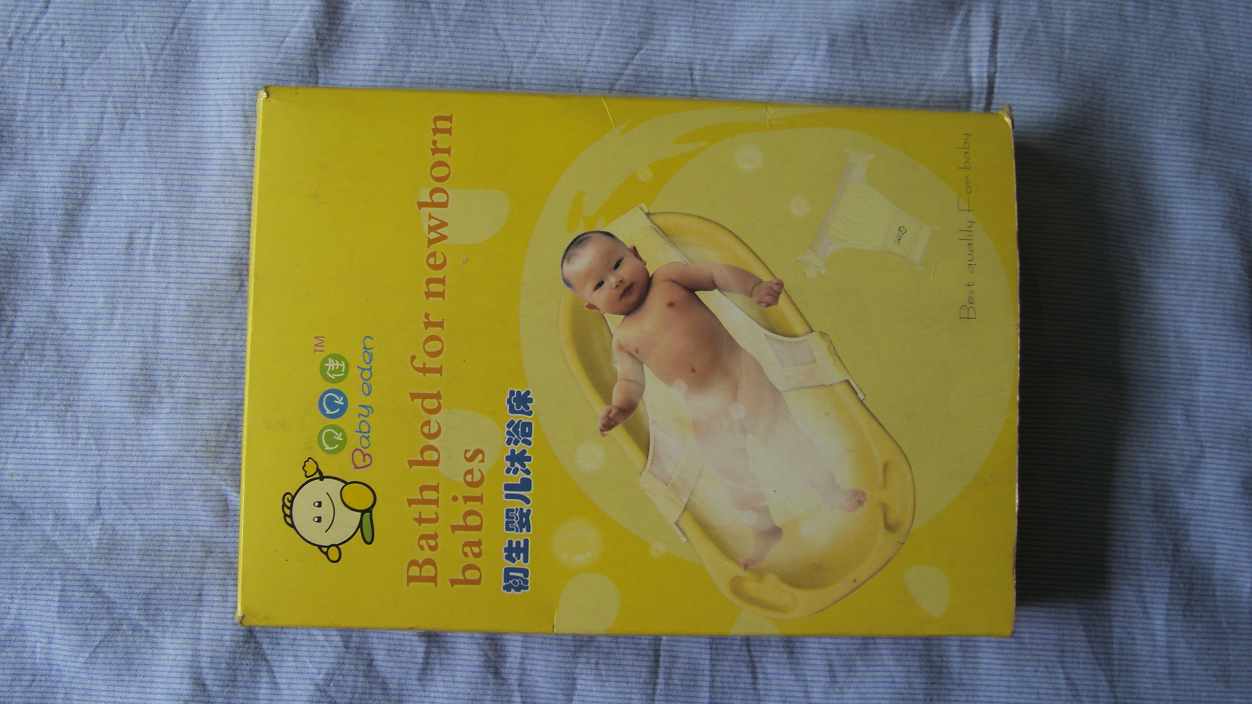 贝贝佳™
Baby eden
Bath bed for newborn
babies
初生婴儿沐浴床
Best quality For baby